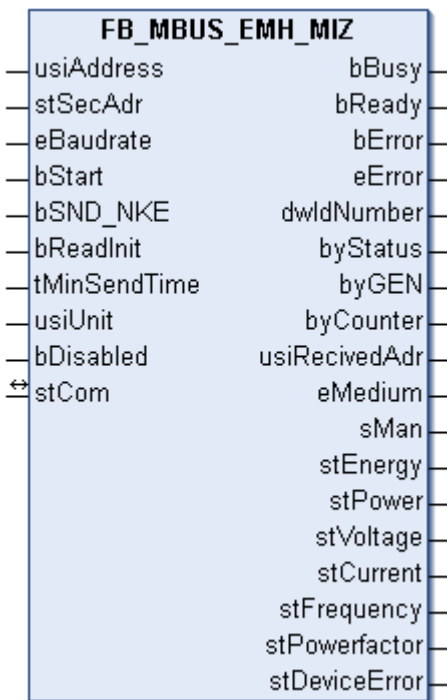 FB_MBUS_EMH_MIZ
usiAddress bBusy
stSecAdr bReady
eBaudrate bError
bStart eError
bSND_NKE dwIdNumber
bReadInit byStatus
tMinSendTime byGEN
usiUnit byCounter
bDisabled usiRecivedAdr
stCom eMedium
sMan
stEnergy
stPower
stVoltage
stCurrent
stFrequency
stPowerfactor
stDeviceError